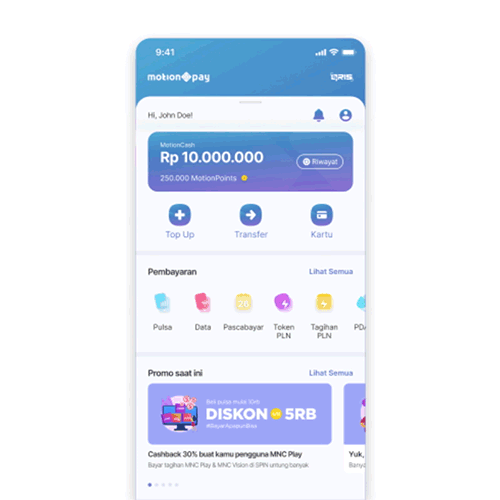 9:41
motion pay
QRIS
Hi, John Doe!
MotionCash
Rp 10.000.000
Riwayat
250.000 MotionPoints
Top Up
Transfer
Kartu
Pembayaran
Lihat Semua
Pulsa
Data
Pascabayar
Token
PLN
Tagihan
PLN
PDA
Promo saat ini
Lihat Semua
Beli pulsa mulai 10rb
DISKON 5RB
#BayarApapunBisa
Cashback 30% buat kamu pengguna MNC Play
Bayar tagihan MNC Play & MNC Vision di SPIN untung banyak
Yuk,
Banya